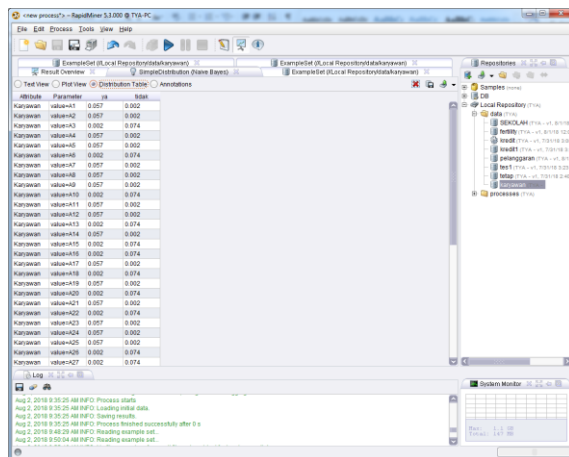 <new process*> – RapidMiner 5.3.000 @ TYA-PC
File Edit Process Tools View Help
ExampleSet (//Local Repository/data/karyawan)
ExampleSet (//Local Repository/data/karyawan)
Result Overview
SimpleDistribution (Naive Bayes)
ExampleSet (//Local Repository/data/karyawan)
Text View Plot View Distribution Table Annotations
Attribute Parameter ya tidak
Karyawan value=A1 0.057 0.002
Karyawan value=A2 0.057 0.002
Karyawan value=A3 0.002 0.074
Karyawan value=A4 0.057 0.002
Karyawan value=A5 0.057 0.002
Karyawan value=A6 0.002 0.074
Karyawan value=A7 0.057 0.002
Karyawan value=A8 0.057 0.002
Karyawan value=A9 0.057 0.002
Karyawan value=A10 0.002 0.074
Karyawan value=A11 0.057 0.002
Karyawan value=A12 0.057 0.002
Karyawan value=A13 0.002 0.074
Karyawan value=A14 0.057 0.002
Karyawan value=A15 0.002 0.074
Karyawan value=A16 0.002 0.074
Karyawan value=A17 0.057 0.002
Karyawan value=A18 0.002 0.074
Karyawan value=A19 0.057 0.002
Karyawan value=A20 0.002 0.074
Karyawan value=A21 0.057 0.002
Karyawan value=A22 0.002 0.074
Karyawan value=A23 0.057 0.002
Karyawan value=A24 0.057 0.002
Karyawan value=A25 0.057 0.002
Karyawan value=A26 0.002 0.074
Karyawan value=A27 0.002 0.074
Repositories
Samples (none)
DB
Local Repository (TYA)
data (TYA)
SEKOLAH
fertility
kredit
kredit1
pelanggaran
tes1
tetap
karyawan
processes (TYA)
Log
Aug 2, 2018 9:35:25 AM INFO: Process starts
Aug 2, 2018 9:35:25 AM INFO: Loading initial data.
Aug 2, 2018 9:35:25 AM INFO: Saving results.
Aug 2, 2018 9:35:25 AM INFO: Process finished successfully after 0 s
Aug 2, 2018 9:48:29 AM INFO: Reading example set...
Aug 2, 2018 9:50:04 AM INFO: Reading example set...
System Monitor
Max: 1.1 GB
Total: 147 MB